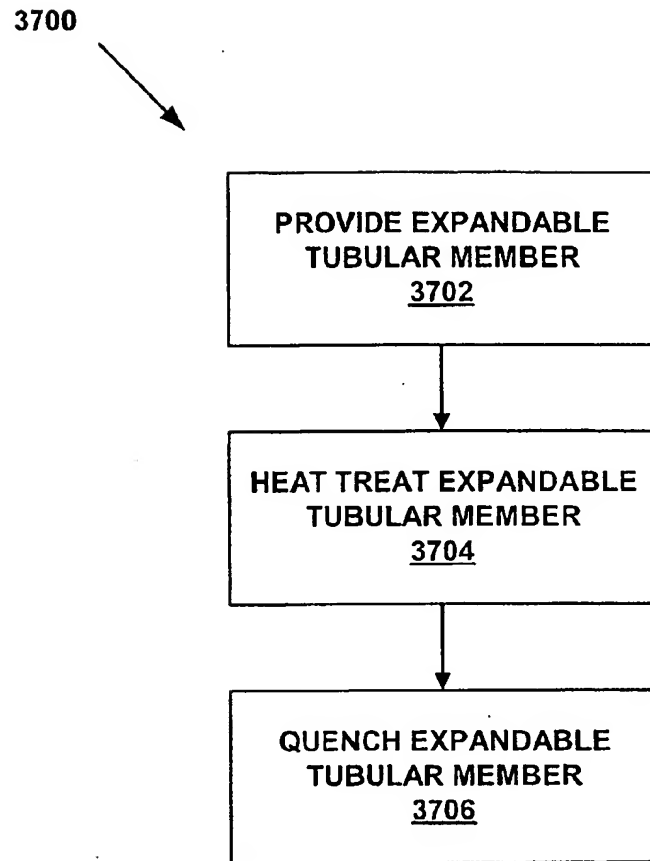 3700
PROVIDE EXPANDABLE
TUBULAR MEMBER
3702
HEAT TREAT EXPANDABLE
TUBULAR MEMBER
3704
QUENCH EXPANDABLE
TUBULAR MEMBER
3706